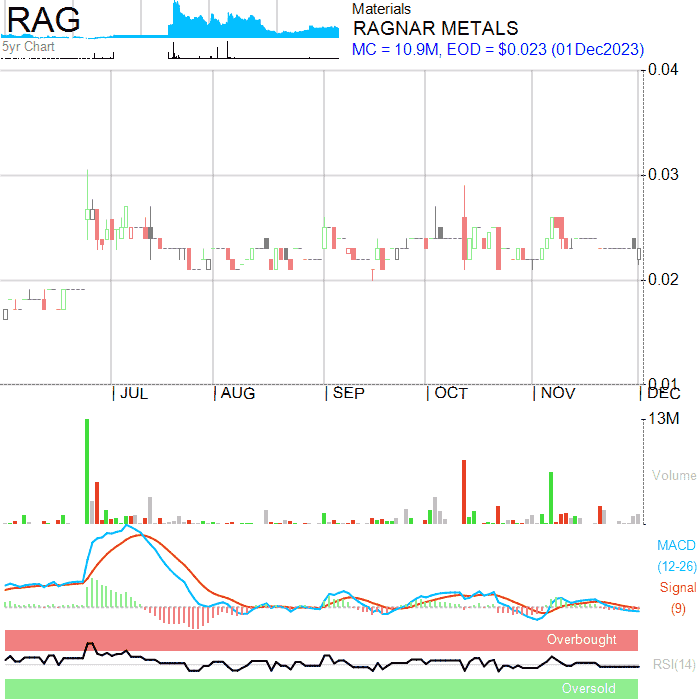 RAG
5yr Chart
Materials
RAGNAR METALS
MC = 10.9M, EOD = $0.023 (01Dec2023)
0.04
0.03
0.02
0.01
JUL
AUG
SEP
OCT
NOV
DEC
13M
Volume
MACD
(12-26)
Signal
(9)
Overbought
RSI(14)
Oversold